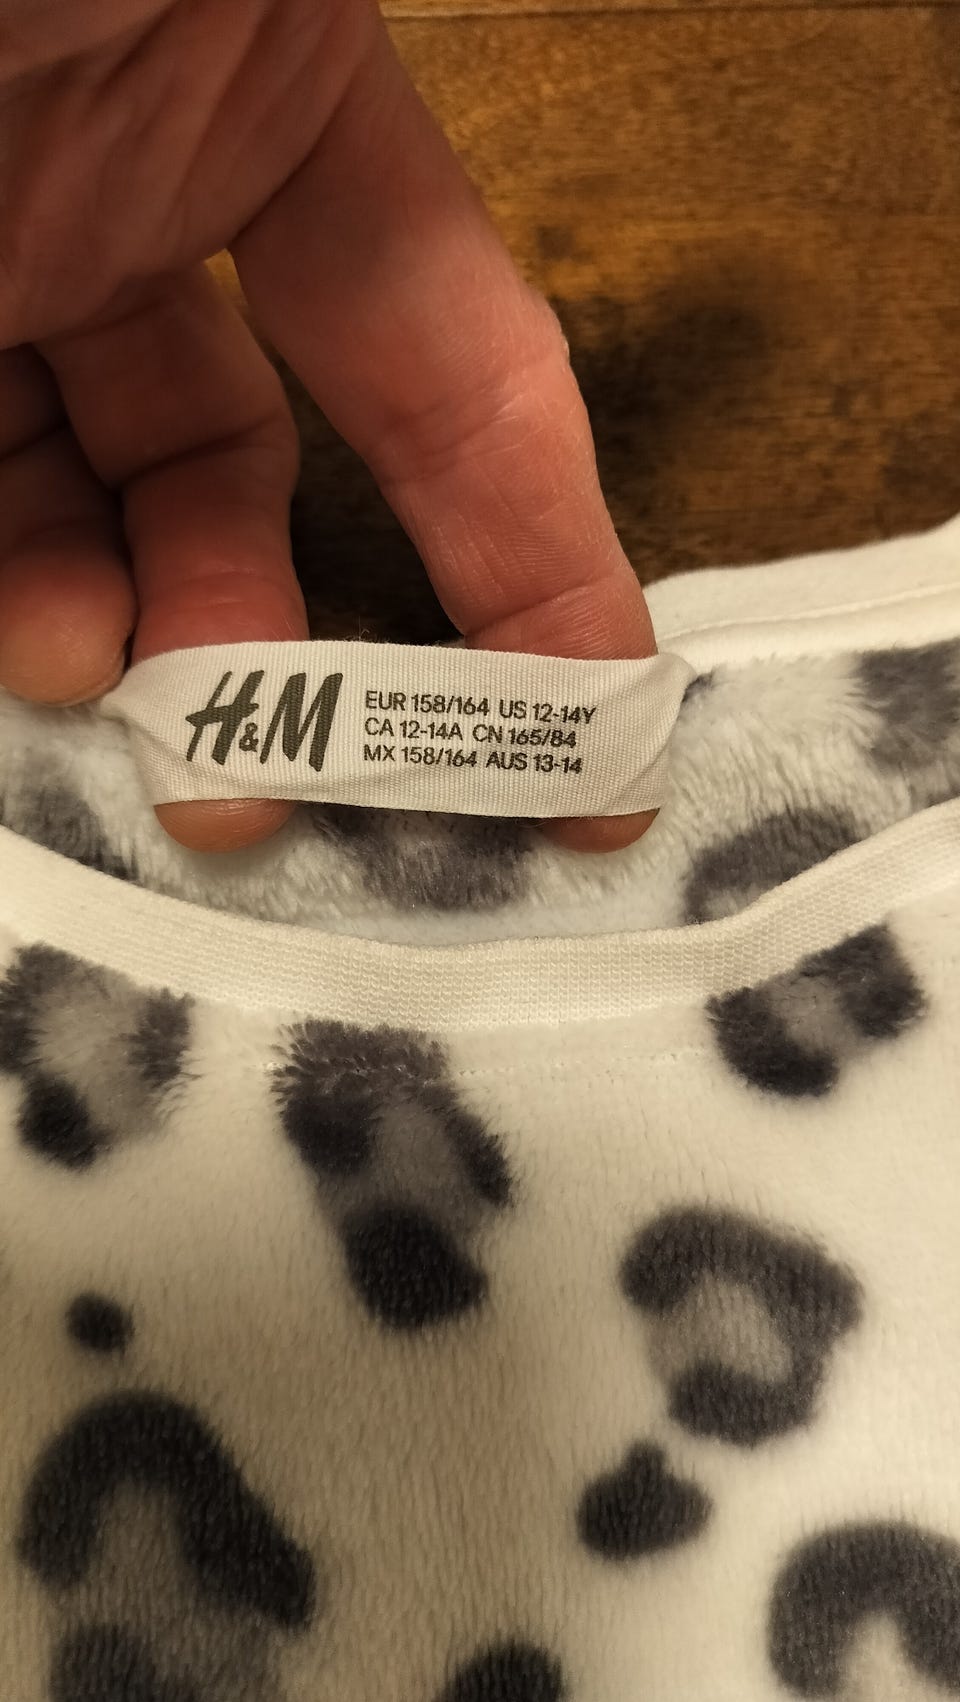 H&M
EUR 158/164 US 12-14Y
CA 12-14A CN 165/84
MX 158/164 AUS 13-14